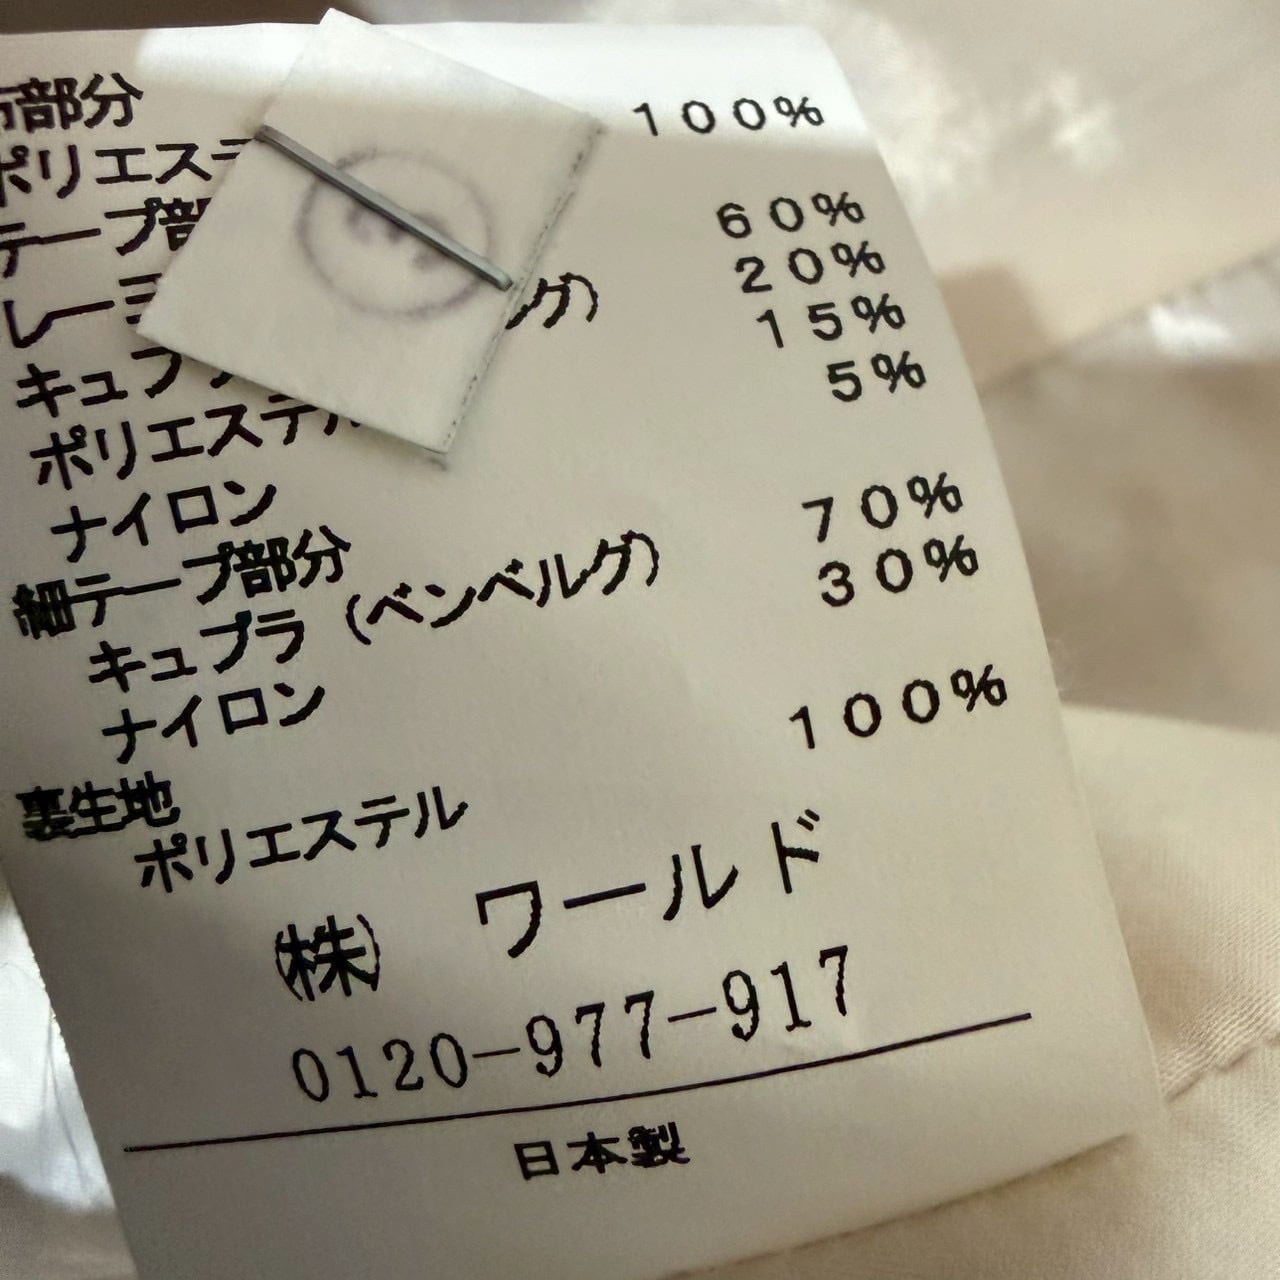 部分
ポリエステ 100%
テープ部
レー 60%
キュプラ グ) 20%
ポリエステル 15%
ナイロン 5%
細テープ部分
キュプラ (ベンベルグ) 70%
ナイロン 30%
裏生地
ポリエステル 100%
(株) ワールド
0120-977-917
日本製